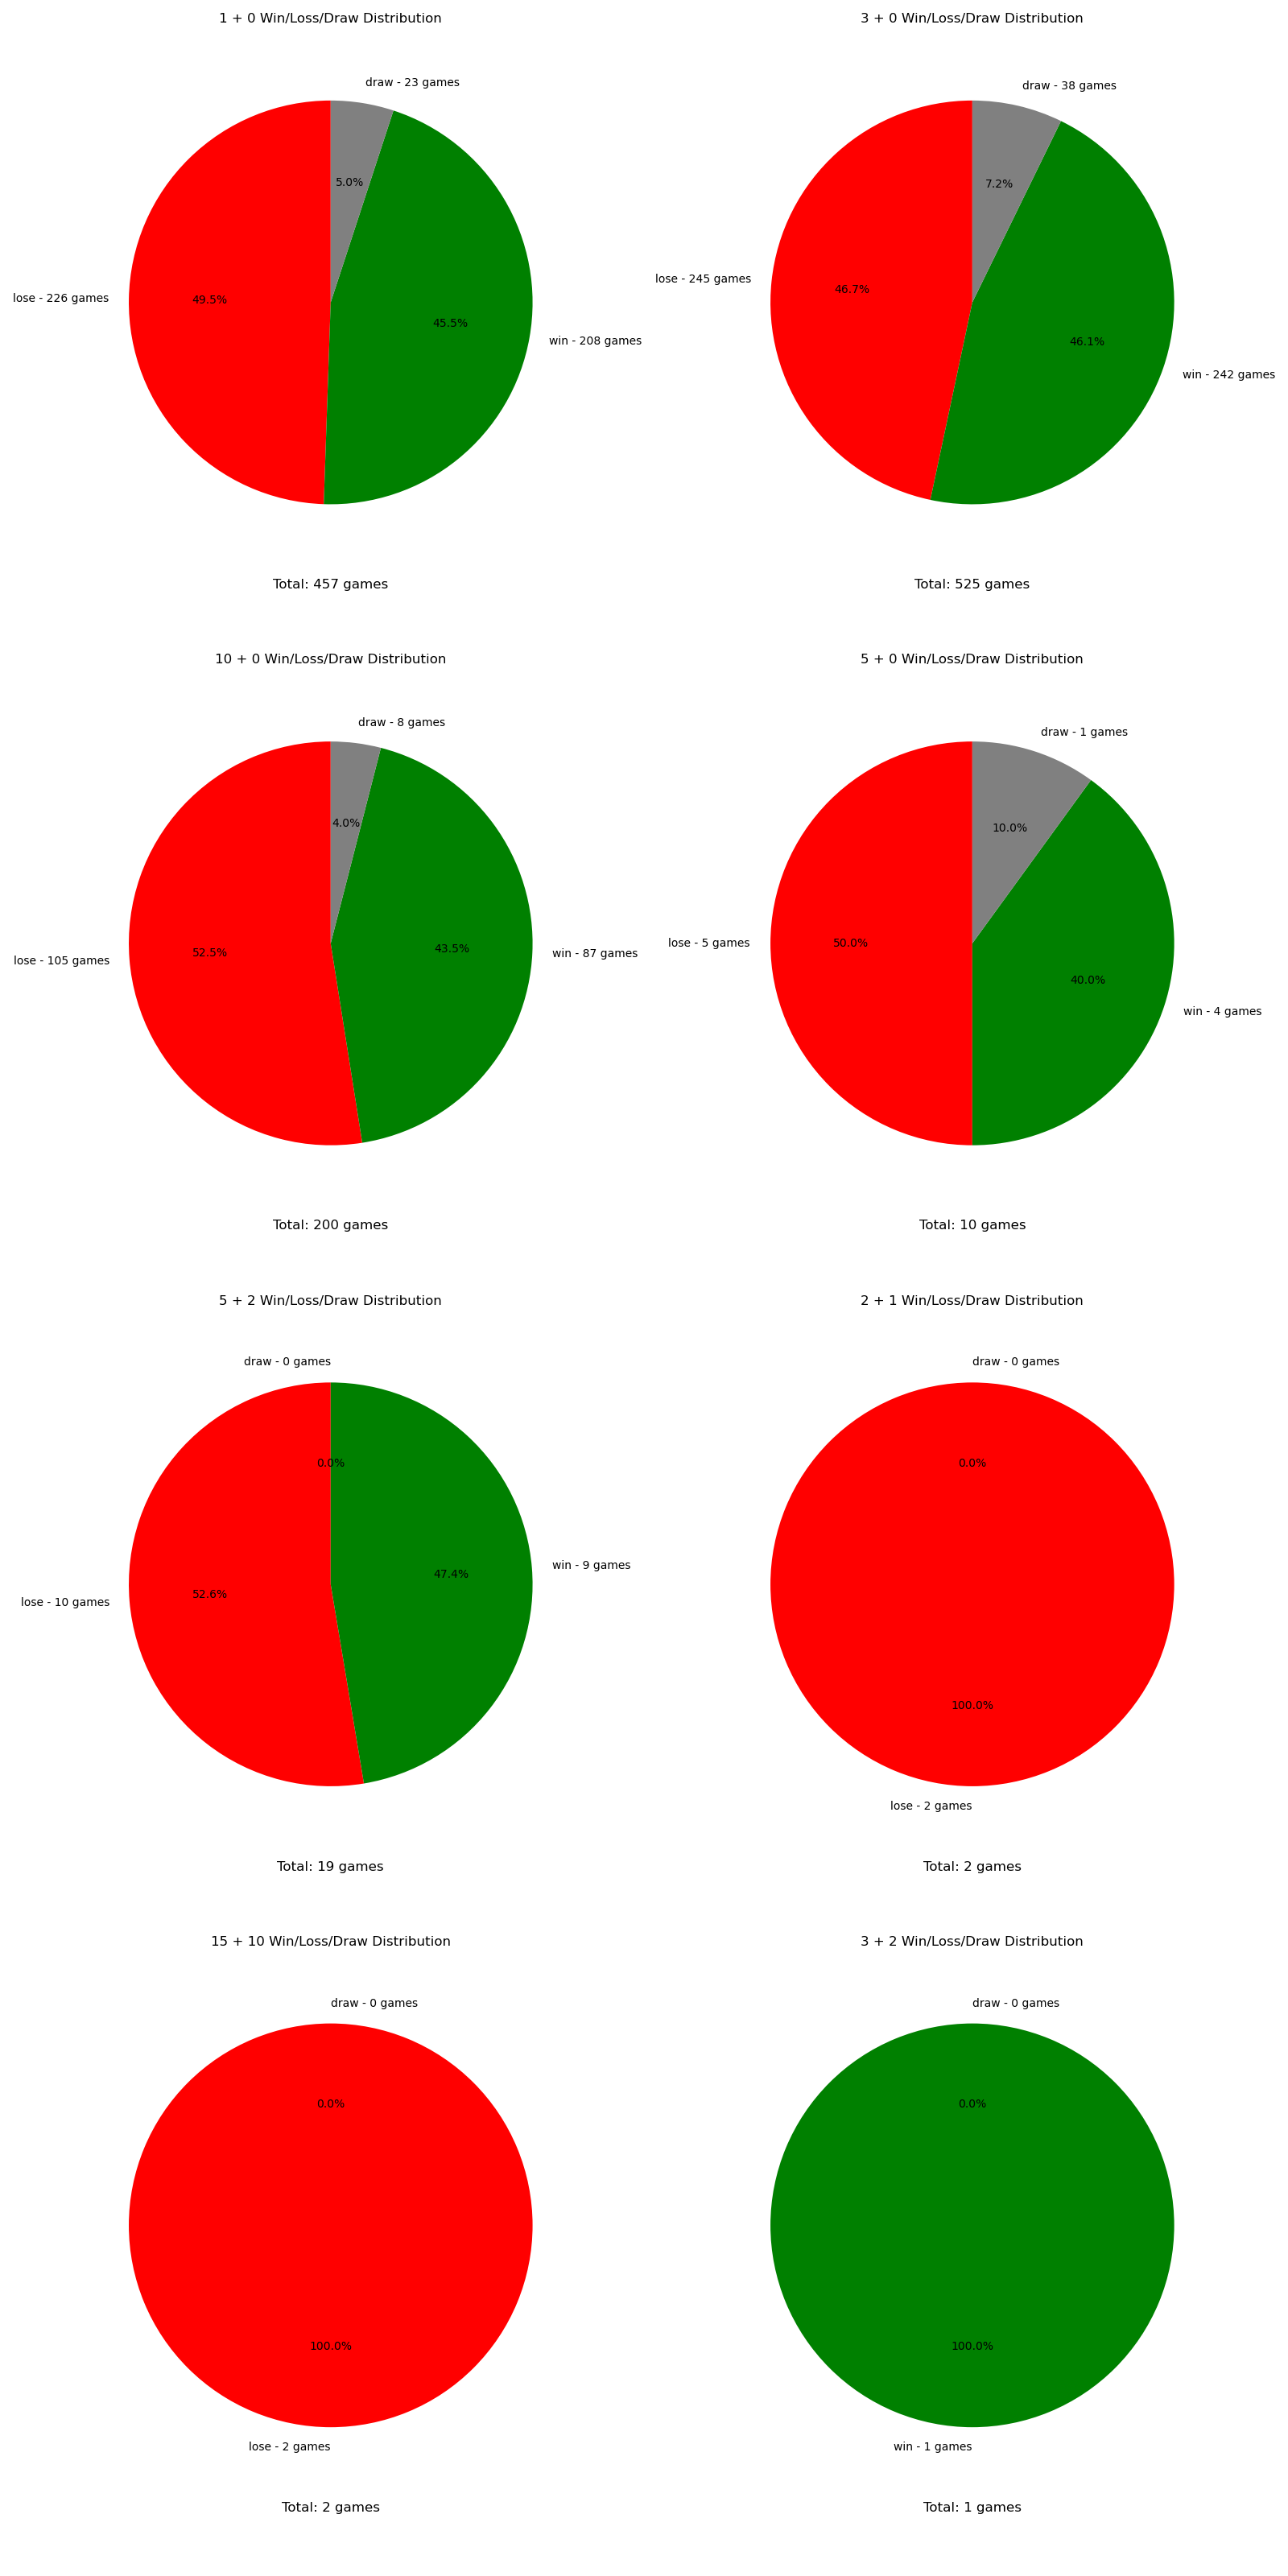 1 + 0 Win/Loss/Draw Distribution
draw - 23 games
5.0%
lose - 226 games
49.5%
45.5%
win - 208 games
Total: 457 games
3 + 0 Win/Loss/Draw Distribution
draw - 38 games
7.2%
lose - 245 games
46.7%
46.1%
win - 242 games
Total: 525 games
10 + 0 Win/Loss/Draw Distribution
draw - 8 games
4.0%
lose - 105 games
52.5%
43.5%
win - 87 games
Total: 200 games
5 + 0 Win/Loss/Draw Distribution
draw - 1 games
10.0%
lose - 5 games
50.0%
40.0%
win - 4 games
Total: 10 games
5 + 2 Win/Loss/Draw Distribution
draw - 0 games
0.0%
lose - 10 games
52.6%
47.4%
win - 9 games
Total: 19 games
2 + 1 Win/Loss/Draw Distribution
draw - 0 games
0.0%
100.0%
lose - 2 games
Total: 2 games
15 + 10 Win/Loss/Draw Distribution
draw - 0 games
0.0%
100.0%
lose - 2 games
Total: 2 games
3 + 2 Win/Loss/Draw Distribution
draw - 0 games
0.0%
100.0%
win - 1 games
Total: 1 games